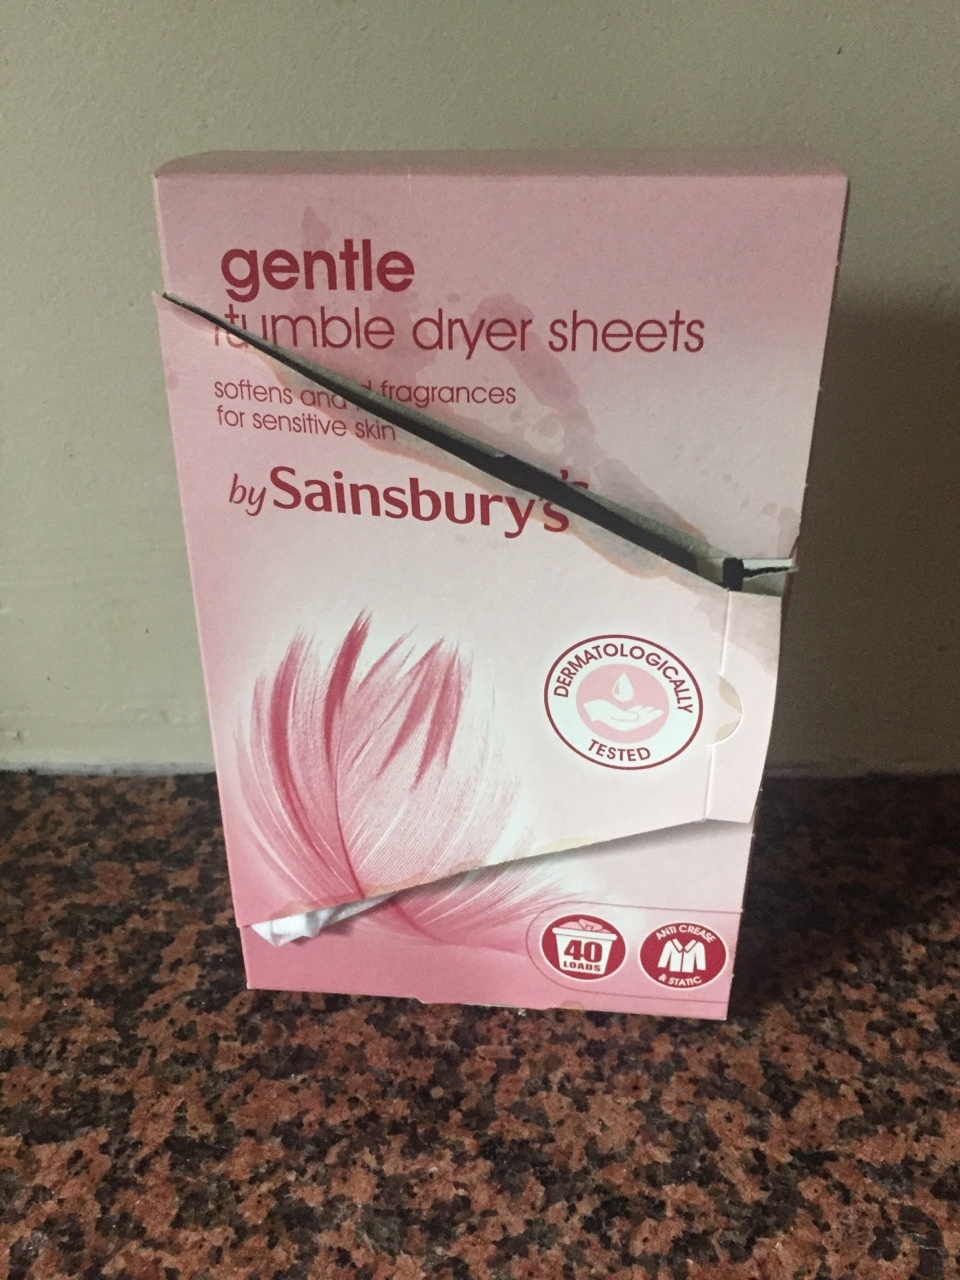 gentle
tumble dryer sheets
softens and fragrances
for sensitive skin
by Sainsbury's
DERMATOLOGICALLY
TESTED
40
LOADS
ANTI CREASE
& STATIC